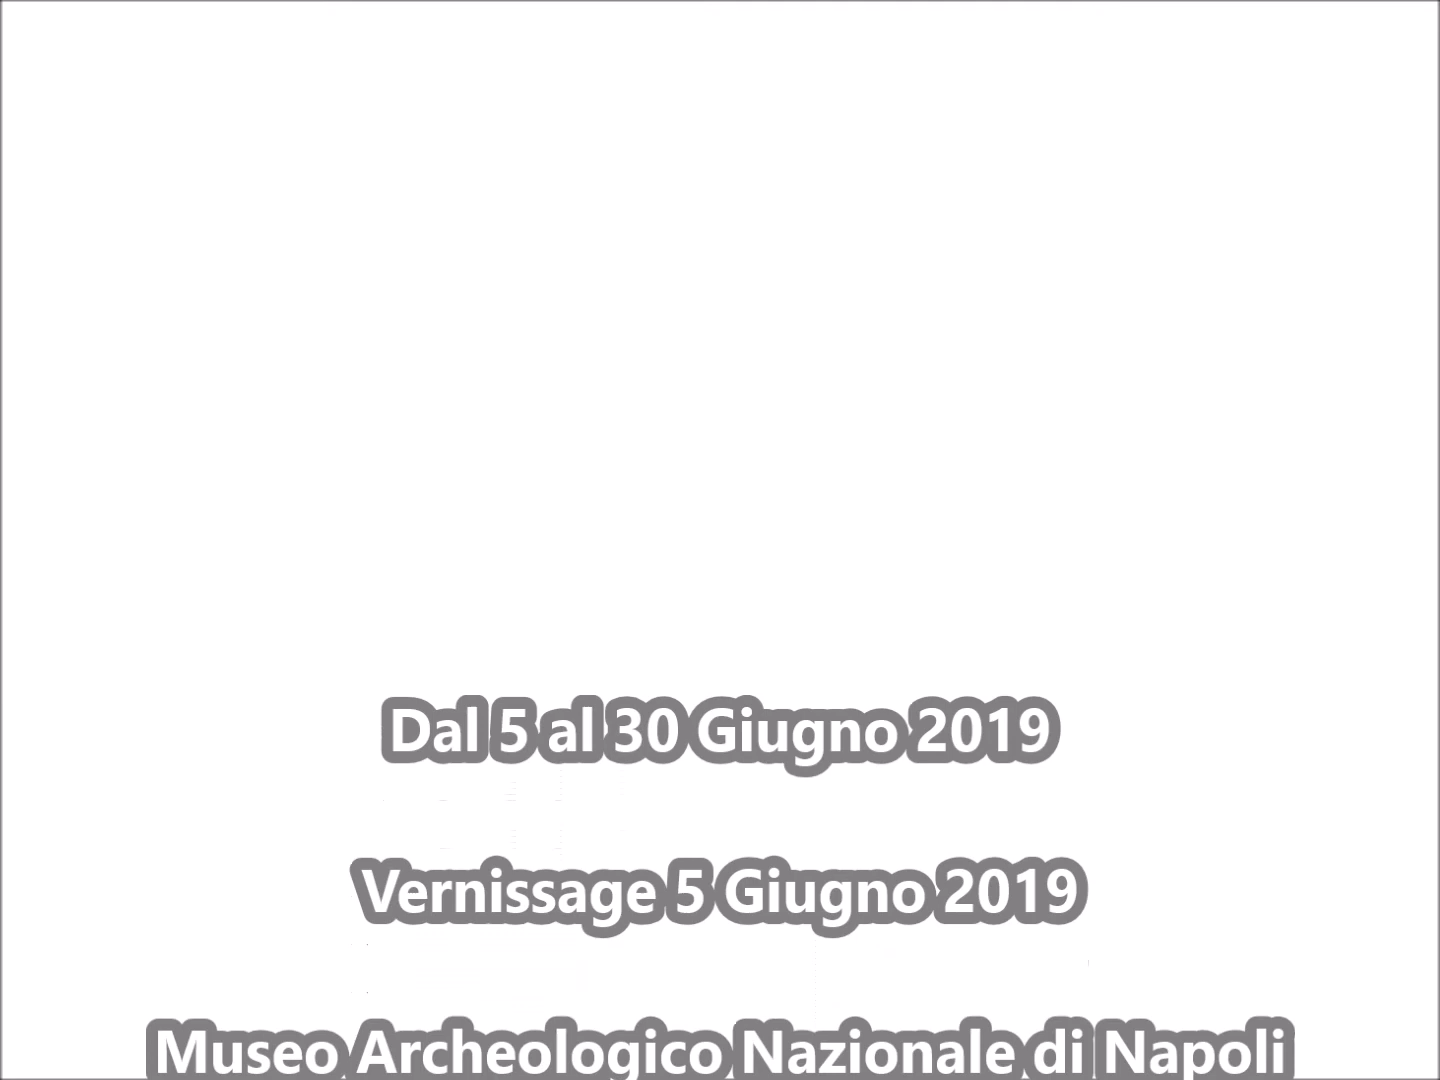 Dal 5 al 30 Giugno 2019
Vernissage 5 Giugno 2019
Museo Archeologico Nazionale di Napoli